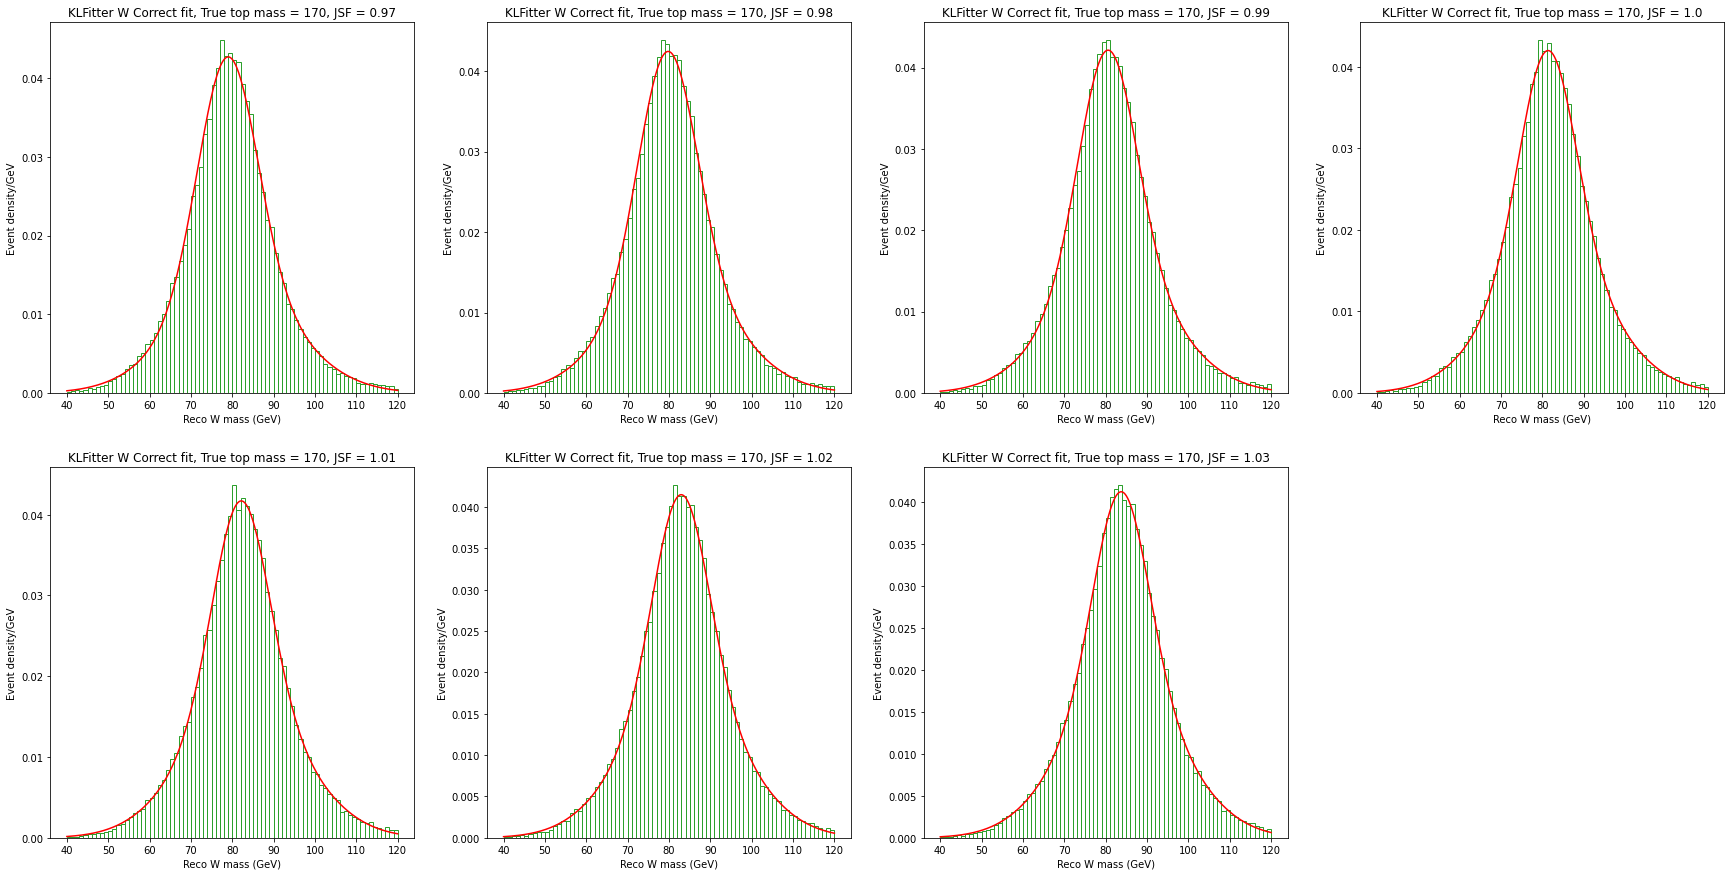 KLFitter W Correct fit, True top mass = 170, JSF = 0.97
Event density/GeV
0.04
0.03
0.02
0.01
0.00
40 50 60 70 80 90 100 110 120
Reco W mass (GeV)
KLFitter W Correct fit, True top mass = 170, JSF = 0.98
Event density/GeV
0.04
0.03
0.02
0.01
0.00
40 50 60 70 80 90 100 110 120
Reco W mass (GeV)
KLFitter W Correct fit, True top mass = 170, JSF = 0.99
Event density/GeV
0.04
0.03
0.02
0.01
0.00
40 50 60 70 80 90 100 110 120
Reco W mass (GeV)
KLFitter W Correct fit, True top mass = 170, JSF = 1.0
Event density/GeV
0.04
0.03
0.02
0.01
0.00
40 50 60 70 80 90 100 110 120
Reco W mass (GeV)
KLFitter W Correct fit, True top mass = 170, JSF = 1.01
Event density/GeV
0.04
0.03
0.02
0.01
0.00
40 50 60 70 80 90 100 110 120
Reco W mass (GeV)
KLFitter W Correct fit, True top mass = 170, JSF = 1.02
Event density/GeV
0.040
0.035
0.030
0.025
0.020
0.015
0.010
0.005
0.000
40 50 60 70 80 90 100 110 120
Reco W mass (GeV)
KLFitter W Correct fit, True top mass = 170, JSF = 1.03
Event density/GeV
0.040
0.035
0.030
0.025
0.020
0.015
0.010
0.005
0.000
40 50 60 70 80 90 100 110 120
Reco W mass (GeV)